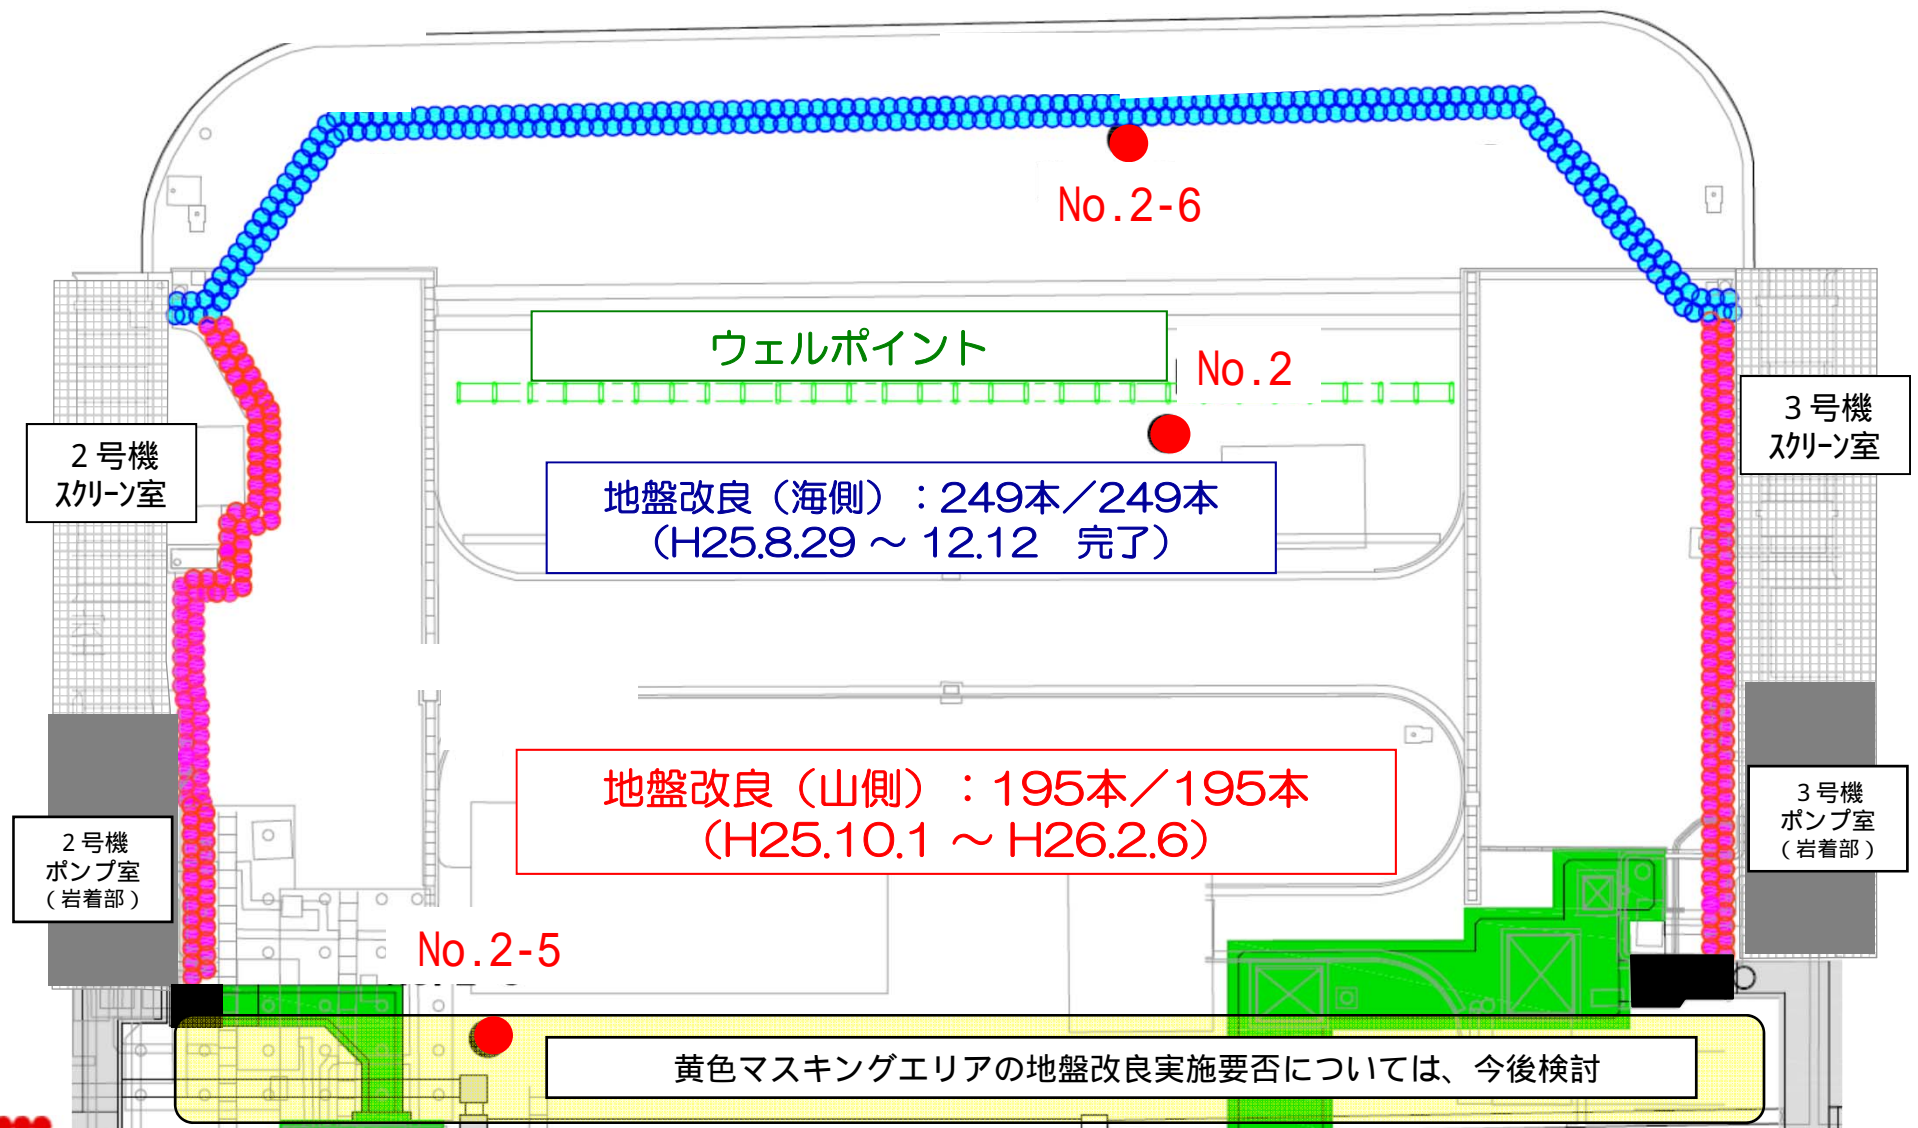 No.2-6
ウェルポイント
No.2
2号機
スクリーン室
3号機
スクリーン室
地盤改良（海側）：249本／249本
（H25.8.29 ～ 12.12　完了）
地盤改良（山側）：195本／195本
（H25.10.1 ～ H26.2.6）
2号機
ポンプ室
（岩着部）
3号機
ポンプ室
（岩着部）
No.2-5
黄色マスキングエリアの地盤改良実施要否については、今後検討